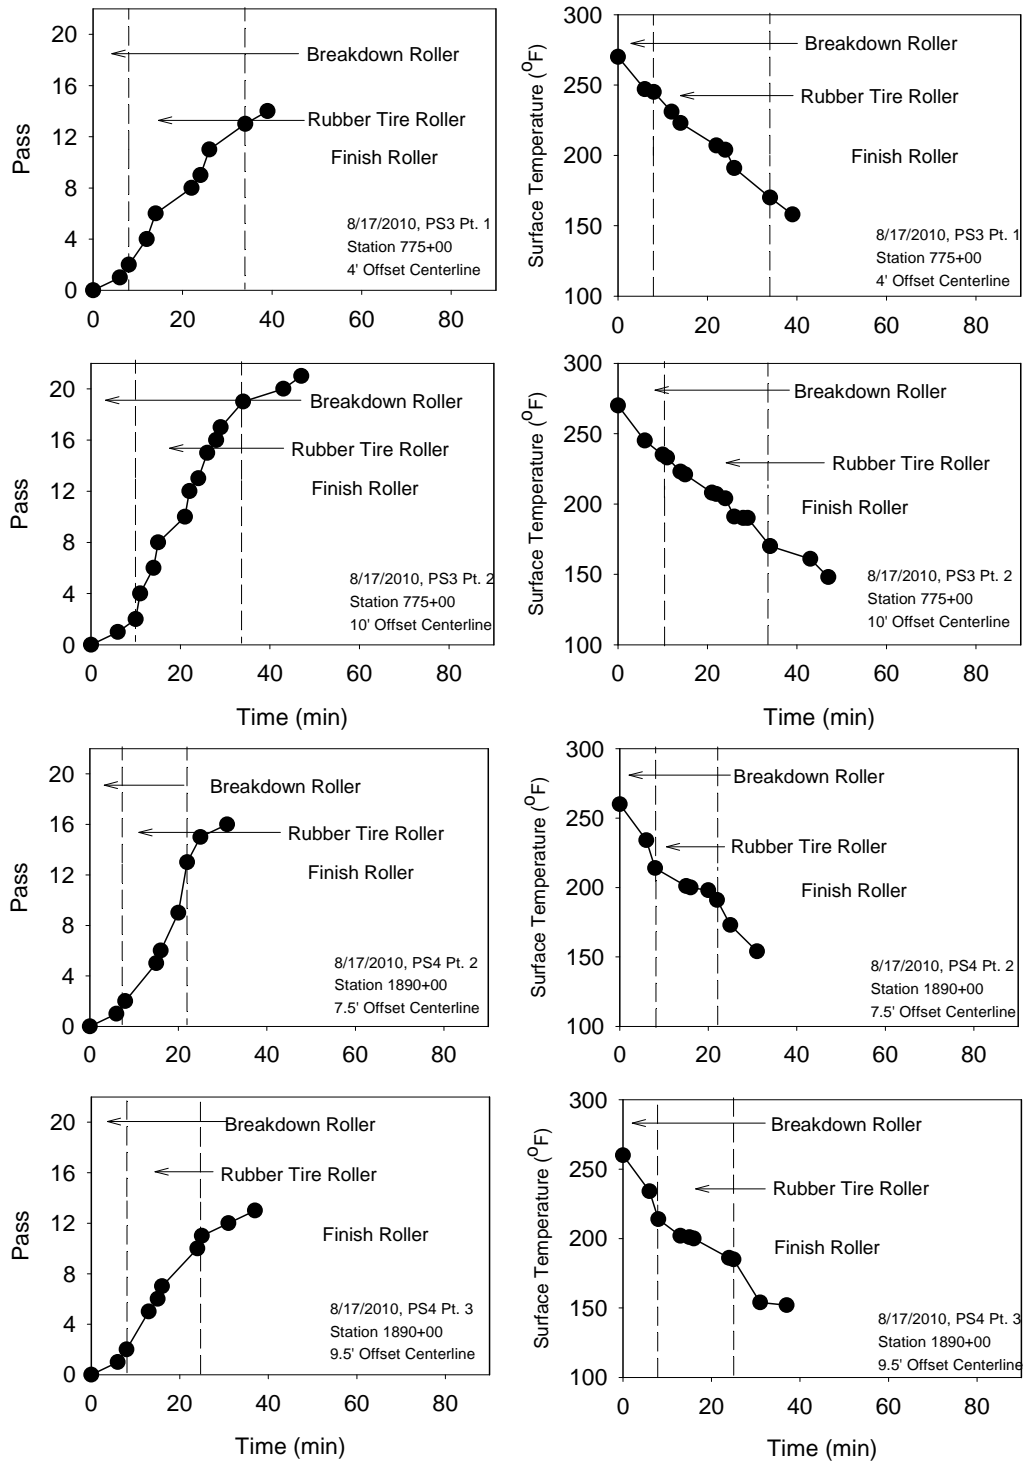 20
16
12
8
4
0
Pass
Breakdown Roller
Rubber Tire Roller
Finish Roller
8/17/2010, PS3 Pt. 1
Station 775+00
4' Offset Centerline
0 20 40 60 80
300
250
200
150
100
Surface Temperature (°F)
Breakdown Roller
Rubber Tire Roller
Finish Roller
8/17/2010, PS3 Pt. 1
Station 775+00
4' Offset Centerline
0 20 40 60 80
20
16
12
8
4
0
Pass
Breakdown Roller
Rubber Tire Roller
Finish Roller
8/17/2010, PS3 Pt. 2
Station 775+00
10' Offset Centerline
0 20 40 60 80
Time (min)
300
250
200
150
100
Surface Temperature (°F)
Breakdown Roller
Rubber Tire Roller
Finish Roller
8/17/2010, PS3 Pt. 2
Station 775+00
10' Offset Centerline
0 20 40 60 80
Time (min)
20
16
12
8
4
0
Pass
Breakdown Roller
Rubber Tire Roller
Finish Roller
8/17/2010, PS4 Pt. 2
Station 1890+00
7.5' Offset Centerline
0 20 40 60 80
300
250
200
150
100
Surface Temperature (°F)
Breakdown Roller
Rubber Tire Roller
Finish Roller
8/17/2010, PS4 Pt. 2
Station 1890+00
7.5' Offset Centerline
0 20 40 60 80
20
16
12
8
4
0
Pass
Breakdown Roller
Rubber Tire Roller
Finish Roller
8/17/2010, PS4 Pt. 3
Station 1890+00
9.5' Offset Centerline
0 20 40 60 80
Time (min)
300
250
200
150
100
Surface Temperature (°F)
Breakdown Roller
Rubber Tire Roller
Finish Roller
8/17/2010, PS4 Pt. 3
Station 1890+00
9.5' Offset Centerline
0 20 40 60 80
Time (min)